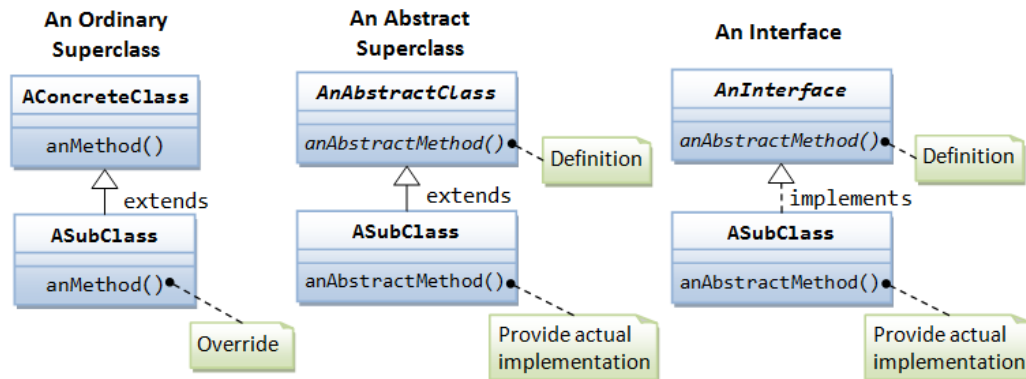 An Ordinary
Superclass
AConcreteClass
anMethod()
extends
ASubClass
anMethod()
Override
An Abstract
Superclass
AnAbstractClass
anAbstractMethod()
Definition
extends
ASubClass
anAbstractMethod()
Provide actual
implementation
An Interface
AnInterface
anAbstractMethod()
Definition
implements
ASubClass
anAbstractMethod()
Provide actual
implementation